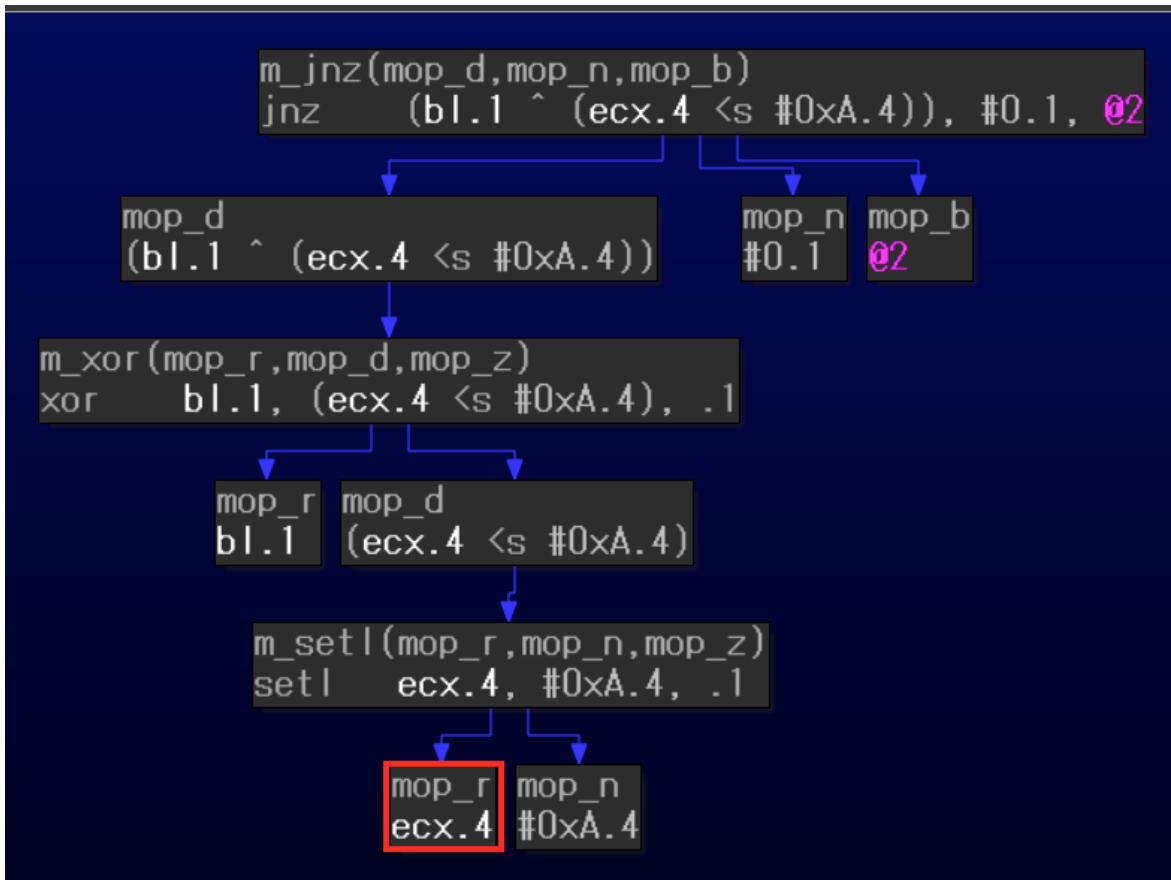 m_jnz(mop_d,mop_n,mop_b)
jnz (bl.1 ^ (ecx.4 <s #0xA.4)), #0.1, @2
mop_d
(bl.1 ^ (ecx.4 <s #0xA.4))
mop_n
#0.1
mop_b
@2
m_xor(mop_r,mop_d,mop_z)
xor bl.1, (ecx.4 <s #0xA.4), .1
mop_r
bl.1
mop_d
(ecx.4 <s #0xA.4)
m_setl(mop_r,mop_n,mop_z)
setl ecx.4, #0xA.4, .1
mop_r
ecx.4
mop_n
#0xA.4